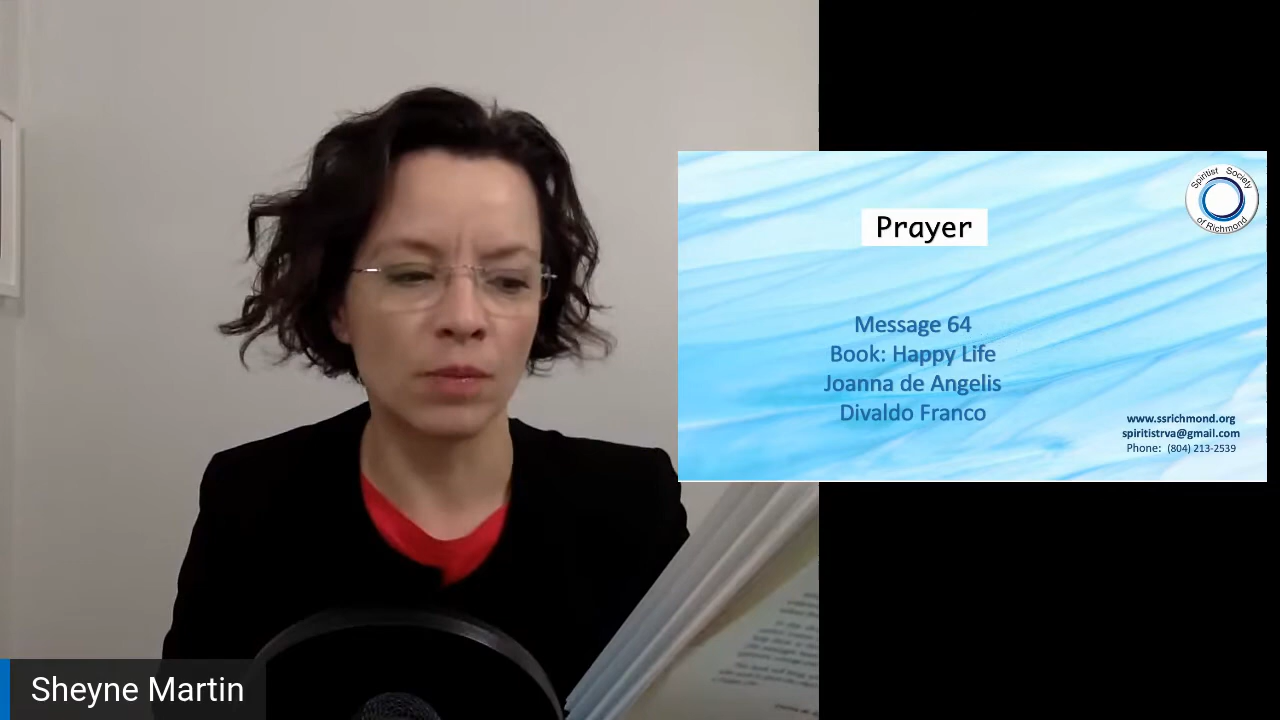 Spiritist Society
of Richmond
Prayer
Message 64
Book: Happy Life
Joanna de Angelis
Divaldo Franco
www.ssrichmond.org
spiritistrva@gmail.com
Phone: (804) 213-2539
Sheyne Martin